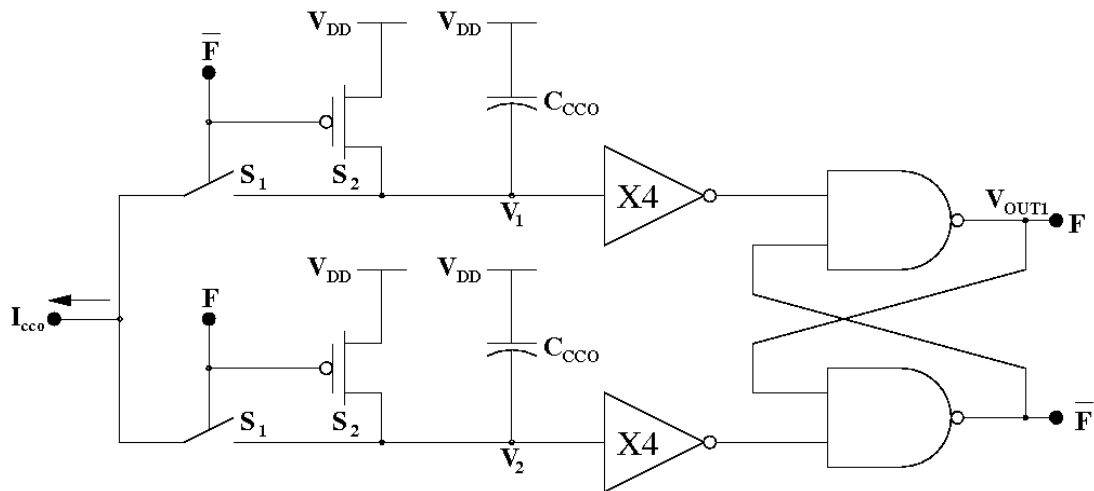 V_DD
V_DD
F̅
C_CCO
S_1
S_2
V_1
X4
V_OUT1
F
V_DD
V_DD
F
I_cco
C_CCO
S_1
S_2
V_2
X4
F̅